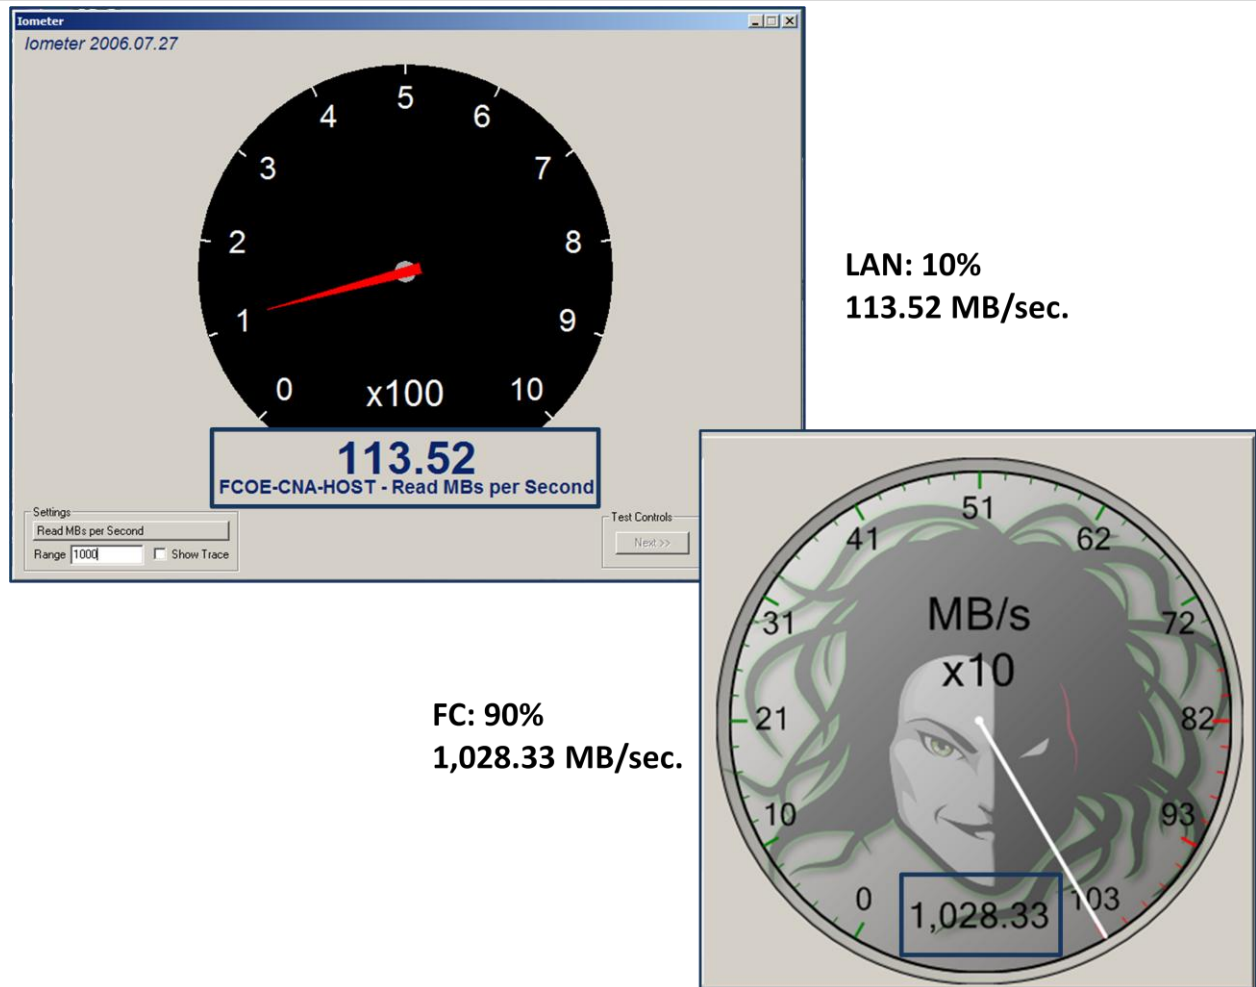 Iometer
Iometer 2006.07.27
5
4
6
3
7
2
8
1
9
0
x100
10
113.52
FCOE-CNA-HOST - Read MBs per Second
Settings
Read MBs per Second
Range 1000
Show Trace
Test Controls
Next >>
LAN: 10%
113.52 MB/sec.
FC: 90%
1,028.33 MB/sec.
51
41
62
MB/s
31
72
x10
21
82
10
93
0
103
1,028.33